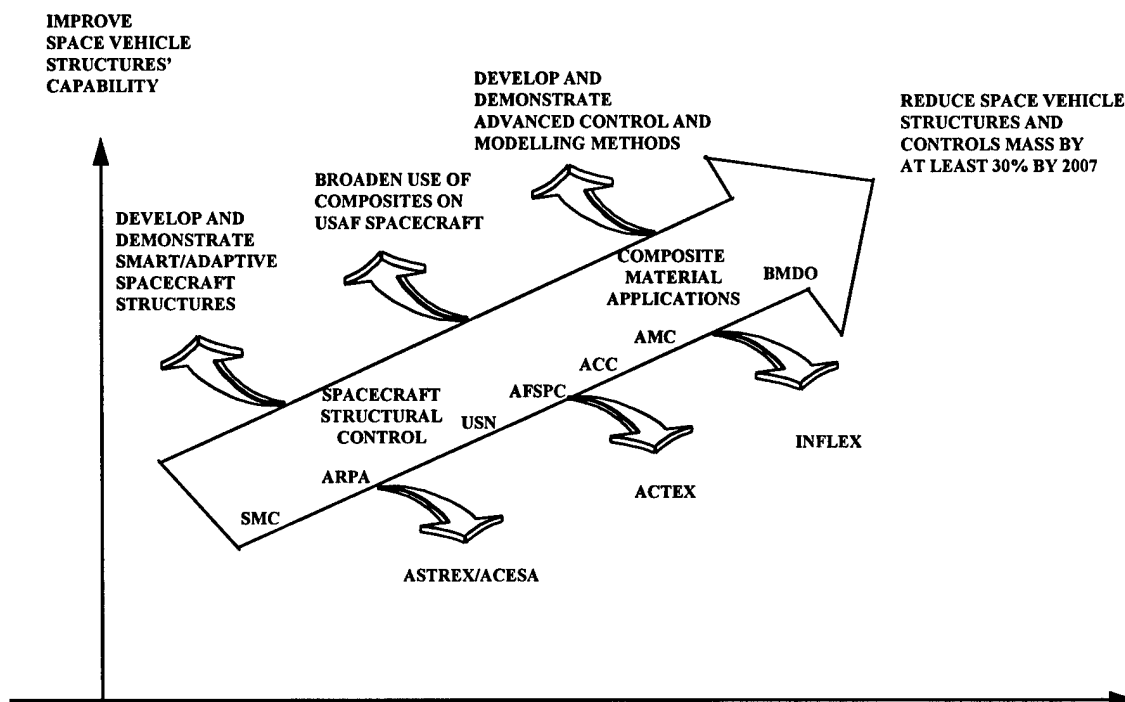 IMPROVE
SPACE VEHICLE
STRUCTURES'
CAPABILITY
DEVELOP AND
DEMONSTRATE
ADVANCED CONTROL AND
MODELLING METHODS
REDUCE SPACE VEHICLE
STRUCTURES AND
CONTROLS MASS BY
AT LEAST 30% BY 2007
BROADEN USE OF
COMPOSITES ON
USAF SPACECRAFT
DEVELOP AND
DEMONSTRATE
SMART/ADAPTIVE
SPACECRAFT
STRUCTURES
COMPOSITE
MATERIAL
APPLICATIONS
BMDO
AMC
ACC
AFSPC
SPACECRAFT
STRUCTURAL
CONTROL
USN
ARPA
SMC
INFLEX
ACTEX
ASTREX/ACESA